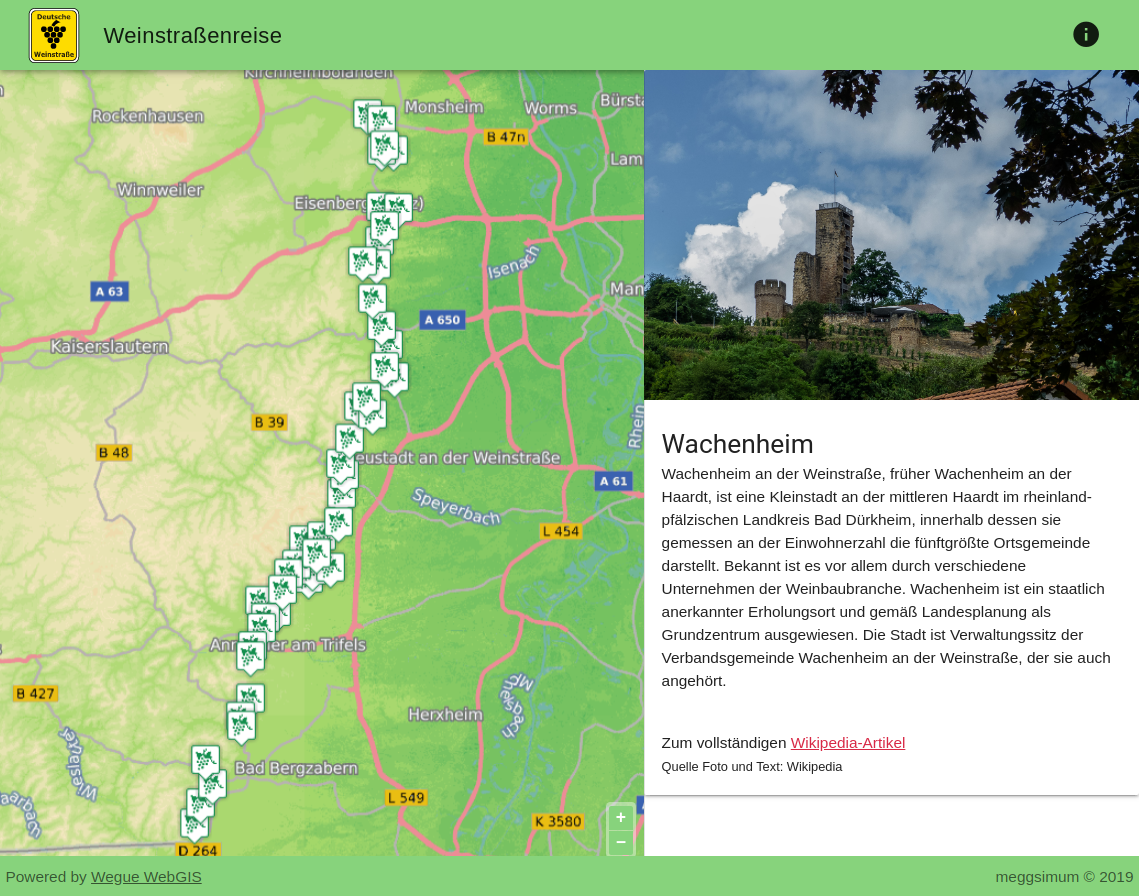 Deutsche
Weinstraße
Weinstraßenreise
Kirchheimbolanden
Rockenhausen
Monsheim
Worms
B 47n
Winnweiler
Isenach
A 63
A 650
Kaiserslautern
B 39
B 48
eustadt an der Weinstraße
Rhein
A 61
Speyerbach
L 454
am Trifels
B 427
Herxheim
Wieslauter
Bad Bergzabern
L 549
K 3580
D 264
+
−
Wachenheim
Wachenheim an der Weinstraße, früher Wachenheim an der
Haardt, ist eine Kleinstadt an der mittleren Haardt im rheinland-
pfälzischen Landkreis Bad Dürkheim, innerhalb dessen sie
gemessen an der Einwohnerzahl die fünftgrößte Ortsgemeinde
darstellt. Bekannt ist es vor allem durch verschiedene
Unternehmen der Weinbaubranche. Wachenheim ist ein staatlich
anerkannter Erholungsort und gemäß Landesplanung als
Grundzentrum ausgewiesen. Die Stadt ist Verwaltungssitz der
Verbandsgemeinde Wachenheim an der Weinstraße, der sie auch
angehört.
Zum vollständigen Wikipedia-Artikel
Quelle Foto und Text: Wikipedia
Powered by Wegue WebGIS
meggsimum © 2019